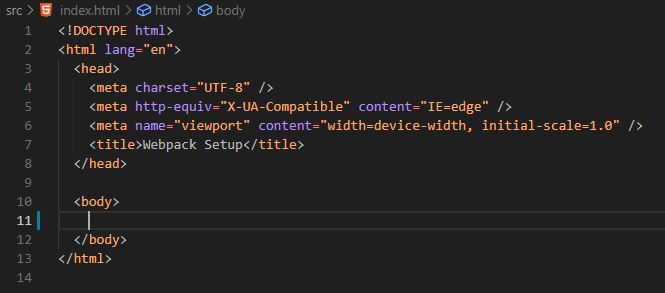 src > index.html > html > body
1 <!DOCTYPE html>
2 <html lang="en">
3   <head>
4     <meta charset="UTF-8" />
5     <meta http-equiv="X-UA-Compatible" content="IE=edge" />
6     <meta name="viewport" content="width=device-width, initial-scale=1.0" />
7     <title>Webpack Setup</title>
8   </head>
9
10   <body>
11
12   </body>
13 </html>
14